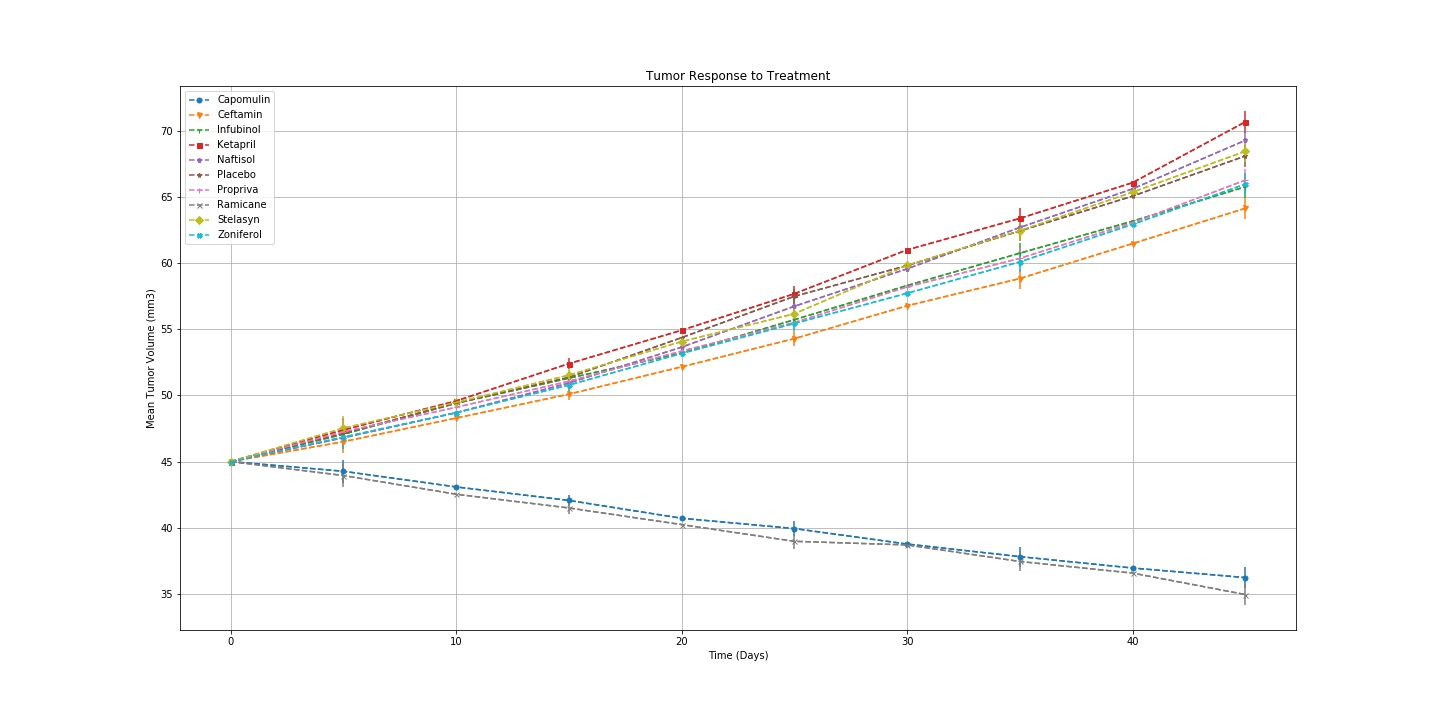 Tumor Response to Treatment
Capomulin
Ceftamin
Infubinol
Ketapril
Naftisol
Placebo
Propriva
Ramicane
Stelasyn
Zoniferol
Mean Tumor Volume (mm3)
70
65
60
55
50
45
40
35
0
10
20
30
40
Time (Days)